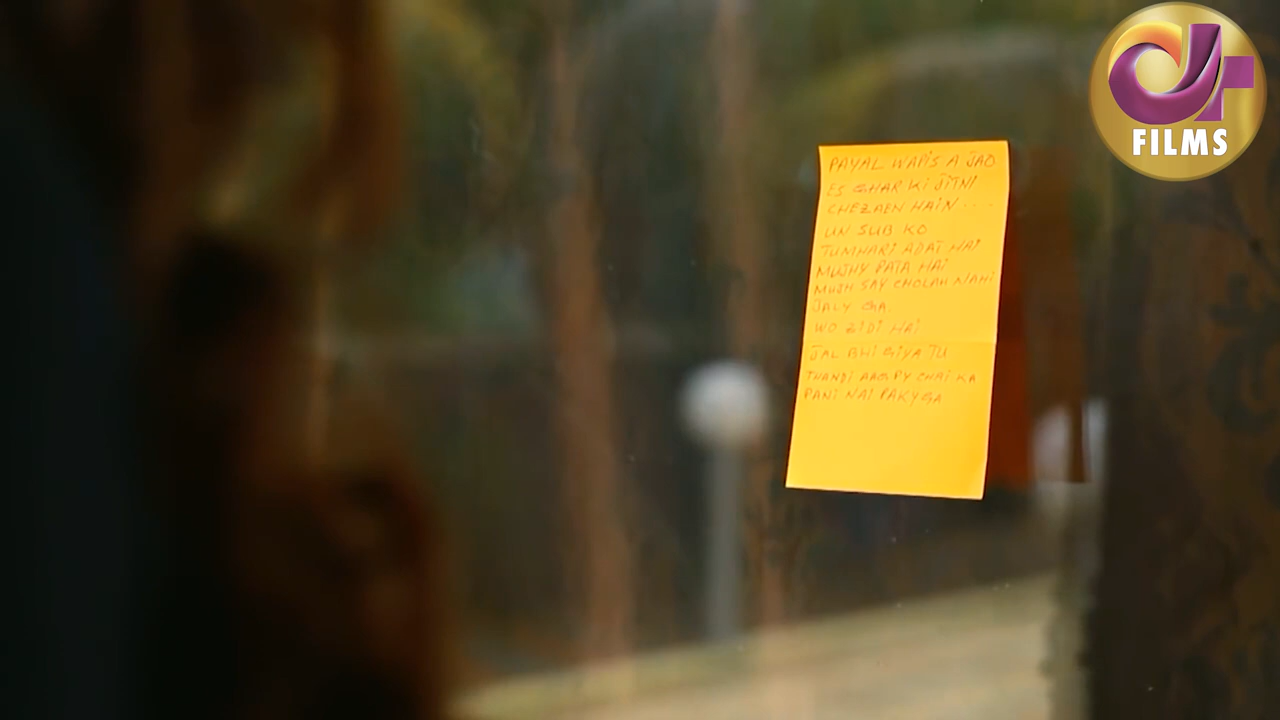 FILMS
PAYAL WAPIS A JAO
ES GHAR KI JITNI
CHEZAEN HAIN....
UN SUB KO
TUMHARI ADAT HAI
MUJHY PATA HAI
MUJH SAY CHOLAH NAHI
JALY GA.
WO ZIDI HAI
JAL BHI GIYA TU
THANDI AAG PY CHAI KA
PANI NAI PAKY GA